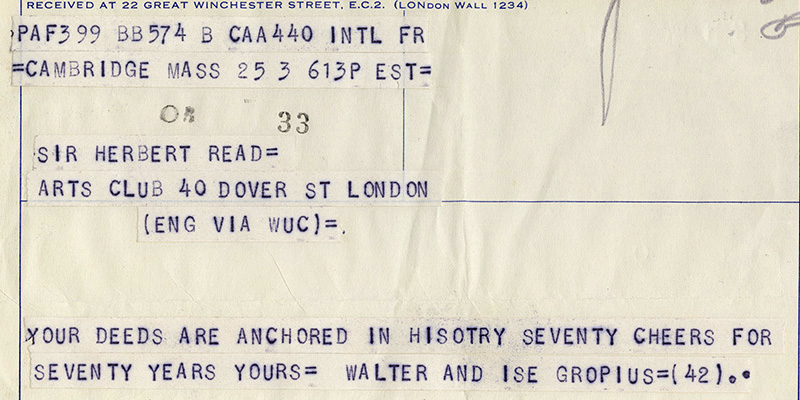 RECEIVED AT 22 GREAT WINCHESTER STREET, E.C.2. (LONDON WALL 1234)
PAF399 BB574 B CAA440 INTL FR
=CAMBRIDGE MASS 25 3 613P EST=
33
SIR HERBERT READ=
ARTS CLUB 40 DOVER ST LONDON
(ENG VIA WUC)=.
YOUR DEEDS ARE ANCHORED IN HISOTRY SEVENTY CHEERS FOR
SEVENTY YEARS YOURS= WALTER AND ISE GROPIUS=(42)..